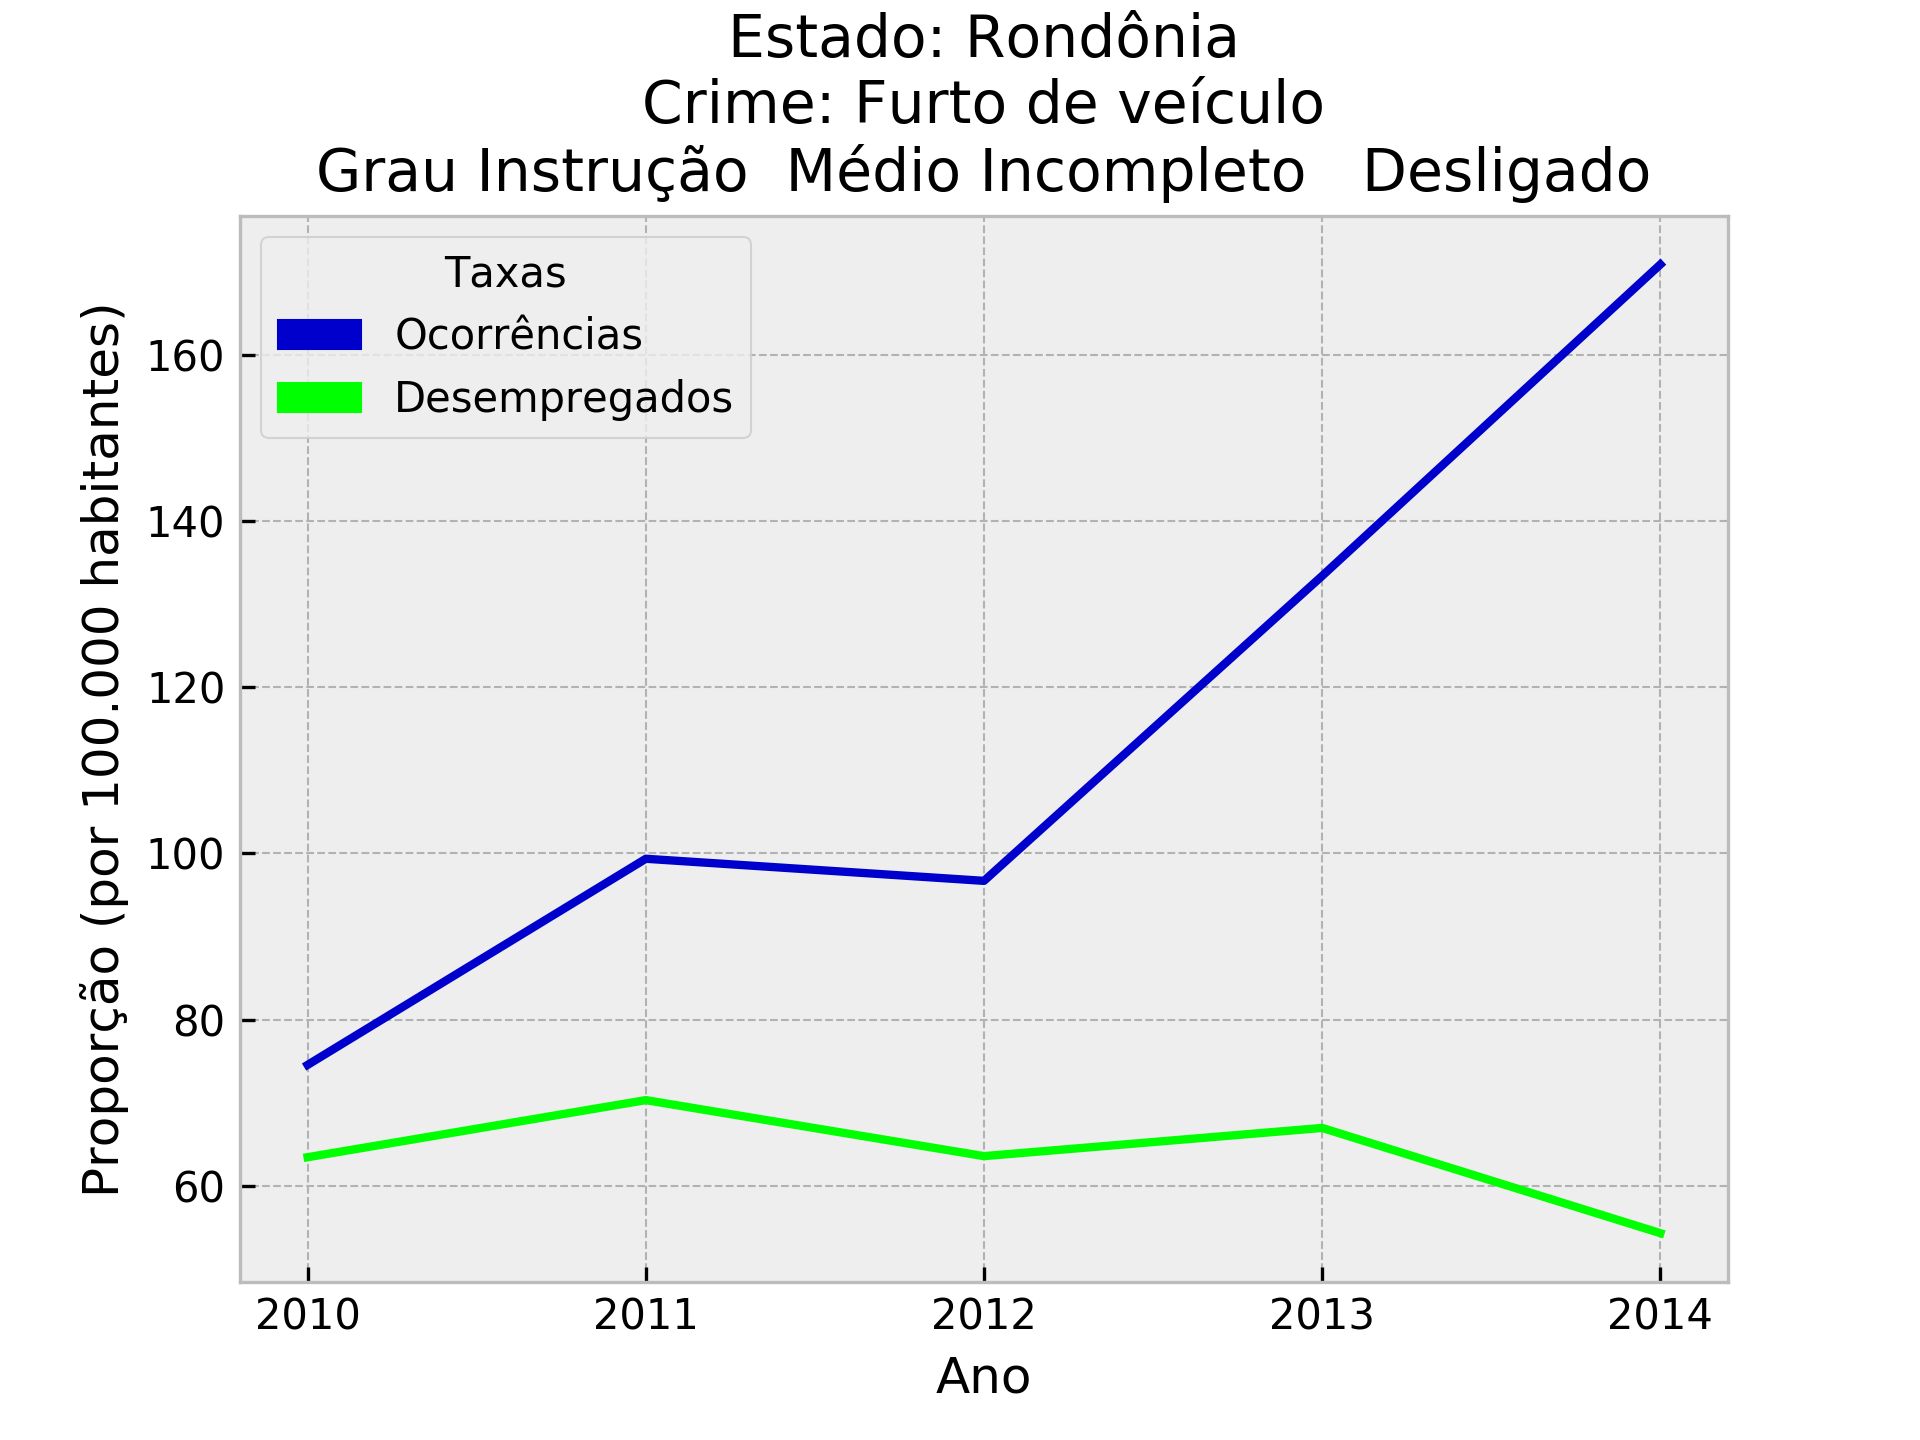 Estado: Rondônia
Crime: Furto de veículo
Grau Instrução  Médio Incompleto   Desligado
Taxas
Ocorrências
Desempregados
Proporção (por 100.000 habitantes)
160
140
120
100
80
60
2010
2011
2012
2013
2014
Ano